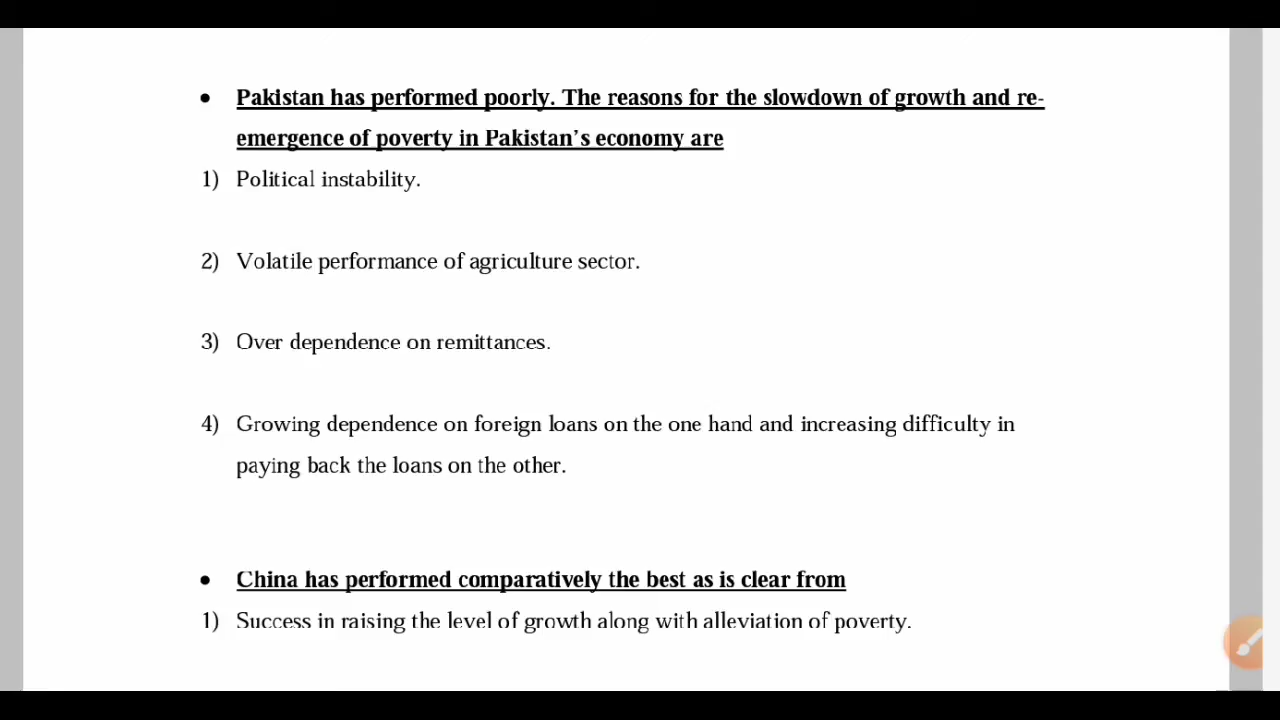 • Pakistan has performed poorly. The reasons for the slowdown of growth and re-
emergence of poverty in Pakistan's economy are
1) Political instability.
2) Volatile performance of agriculture sector.
3) Over dependence on remittances.
4) Growing dependence on foreign loans on the one hand and increasing difficulty in
paying back the loans on the other.
• China has performed comparatively the best as is clear from
1) Success in raising the level of growth along with alleviation of poverty.